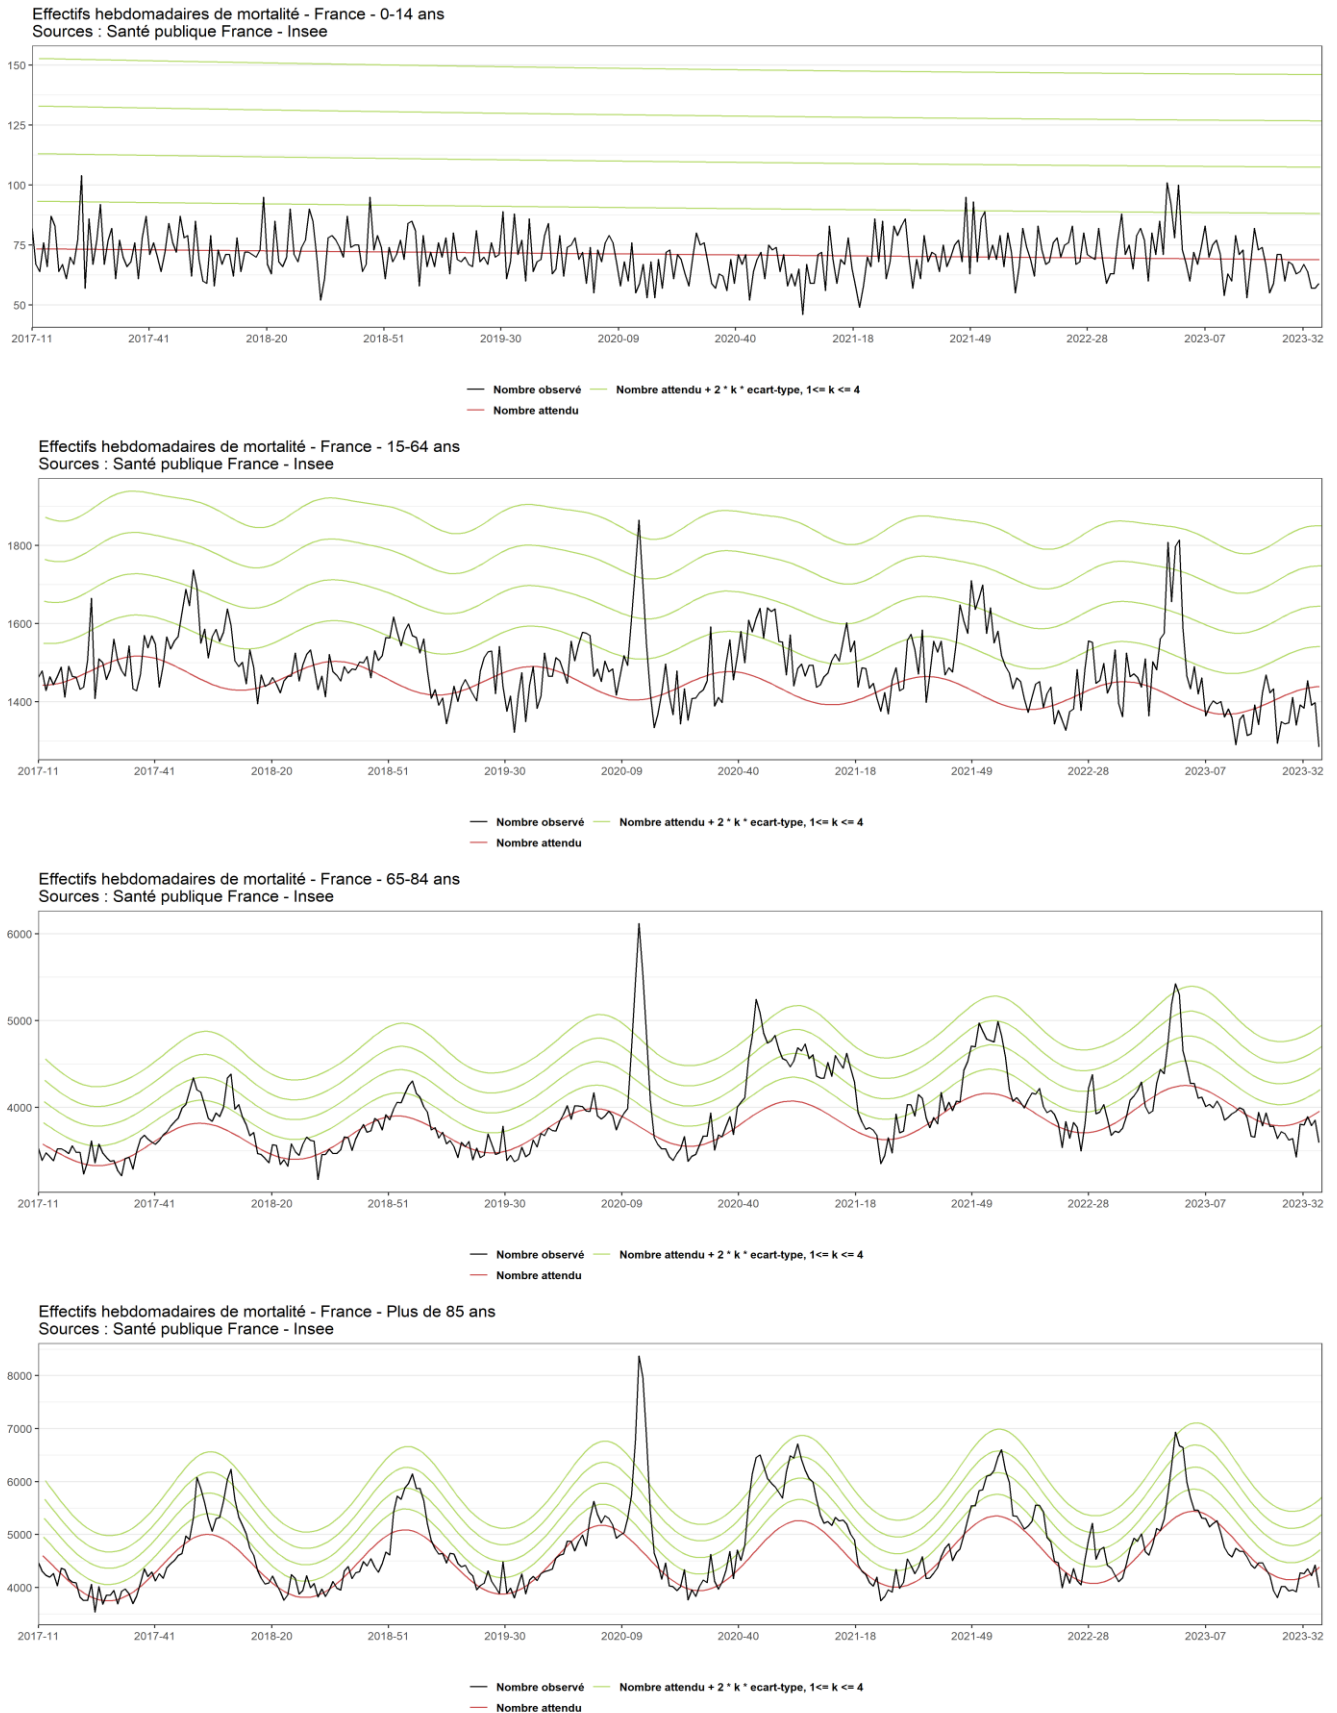 Effectifs hebdomadaires de mortalité - France - 0-14 ans
Sources : Santé publique France - Insee
150
125
100
75
50
2017-11 2017-41 2018-20 2018-51 2019-30 2020-09 2020-40 2021-18 2021-49 2022-28 2023-07 2023-32
Nombre observé Nombre attendu + 2 * k * ecart-type, 1<= k <= 4
Nombre attendu
Effectifs hebdomadaires de mortalité - France - 15-64 ans
Sources : Santé publique France - Insee
1800
1600
1400
2017-11 2017-41 2018-20 2018-51 2019-30 2020-09 2020-40 2021-18 2021-49 2022-28 2023-07 2023-32
Nombre observé Nombre attendu + 2 * k * ecart-type, 1<= k <= 4
Nombre attendu
Effectifs hebdomadaires de mortalité - France - 65-84 ans
Sources : Santé publique France - Insee
6000
5000
4000
2017-11 2017-41 2018-20 2018-51 2019-30 2020-09 2020-40 2021-18 2021-49 2022-28 2023-07 2023-32
Nombre observé Nombre attendu + 2 * k * ecart-type, 1<= k <= 4
Nombre attendu
Effectifs hebdomadaires de mortalité - France - Plus de 85 ans
Sources : Santé publique France - Insee
8000
7000
6000
5000
4000
2017-11 2017-41 2018-20 2018-51 2019-30 2020-09 2020-40 2021-18 2021-49 2022-28 2023-07 2023-32
Nombre observé Nombre attendu + 2 * k * ecart-type, 1<= k <= 4
Nombre attendu